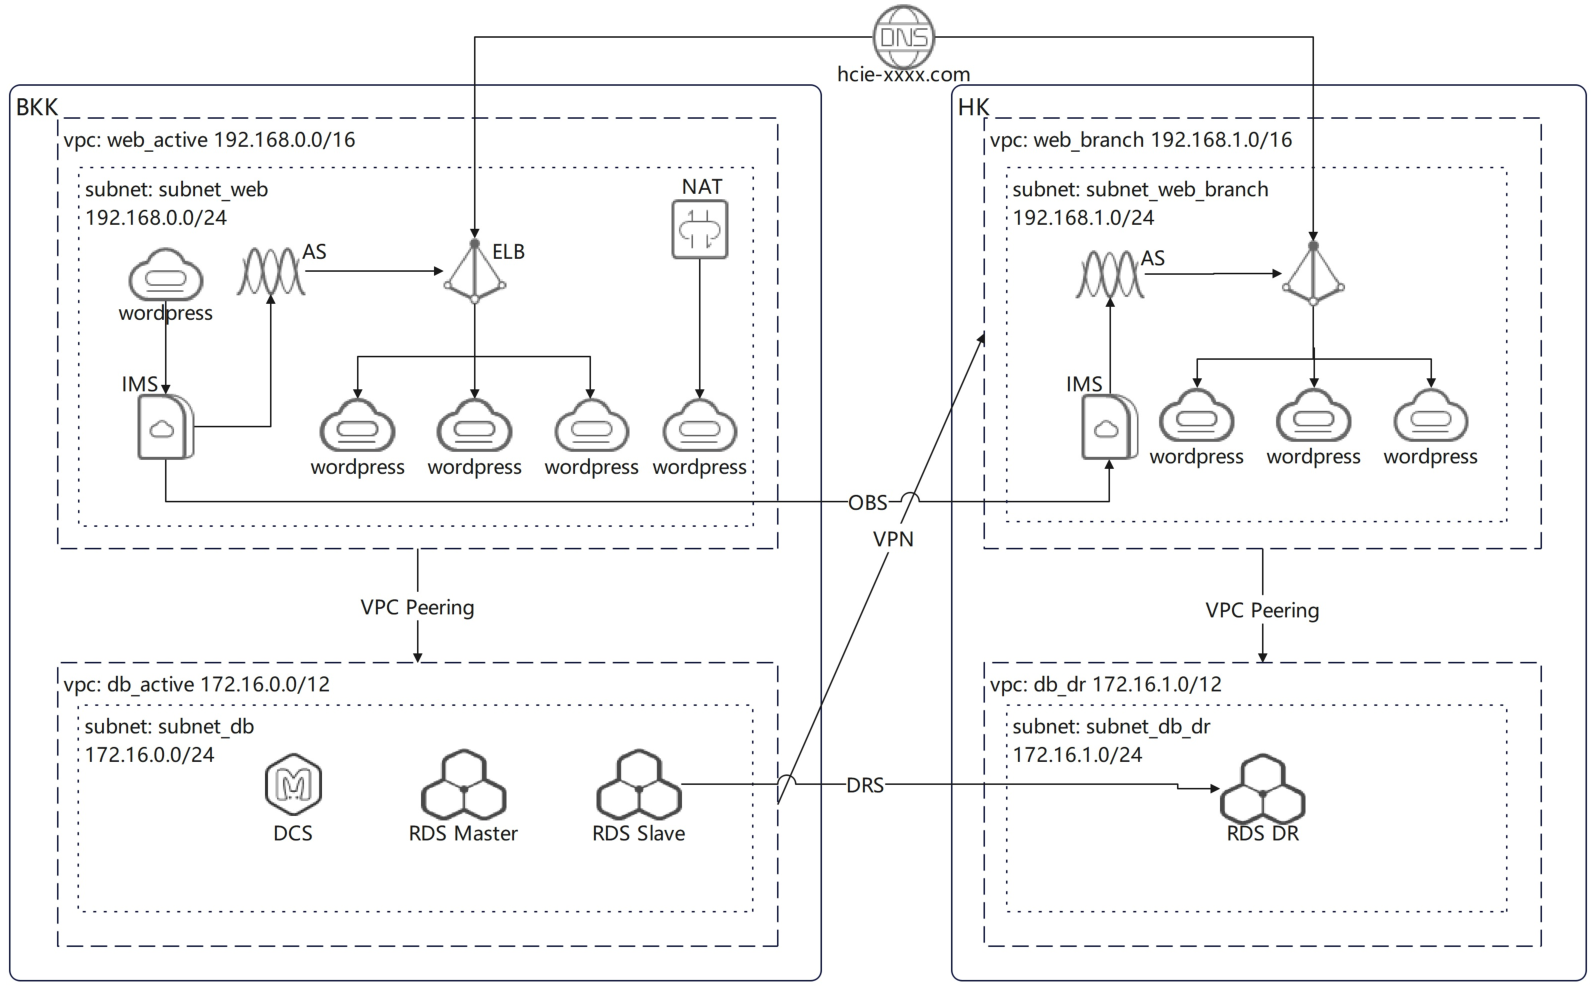 DNS
hcie-xxxx.com
BKK
vpc: web_active 192.168.0.0/16
subnet: subnet_web
192.168.0.0/24
NAT
AS
ELB
wordpress
IMS
wordpress
wordpress
wordpress
wordpress
VPC Peering
vpc: db_active 172.16.0.0/12
subnet: subnet_db
172.16.0.0/24
DCS
RDS Master
RDS Slave
OBS
VPN
DRS
HK
vpc: web_branch 192.168.1.0/16
subnet: subnet_web_branch
192.168.1.0/24
AS
IMS
wordpress
wordpress
wordpress
VPC Peering
vpc: db_dr 172.16.1.0/12
subnet: subnet_db_dr
172.16.1.0/24
RDS DR